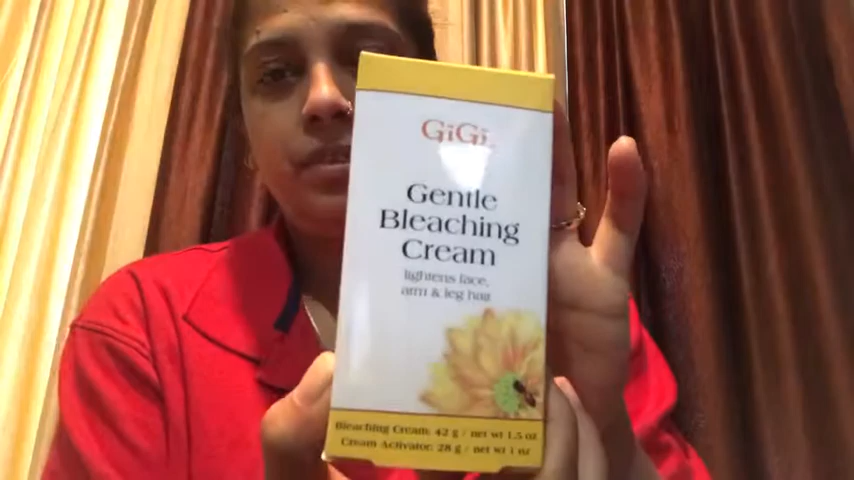 GiGi
Gentle
Bleaching
Cream
lightens face,
arm & leg hair
Bleaching Cream: 42 g / net wt 1.5 oz
Cream Activator: 28 g / net wt 1 oz